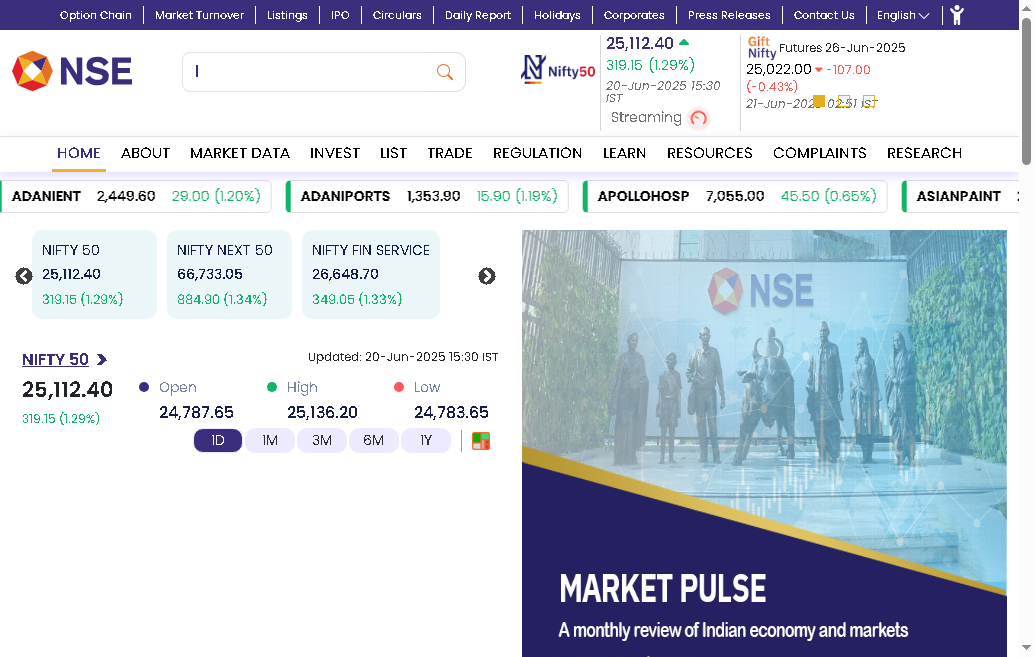 Option Chain Market Turnover Listings IPO Circulars Daily Report Holidays Corporates Press Releases Contact Us English
NSE
Nifty50
25,112.40
319.15 (1.29%)
20-Jun-2025 15:30
IST
Streaming
Gift
Nifty
Futures 26-Jun-2025
25,022.00 -107.00
(-0.43%)
21-Jun-2025 02:51 IST
HOME ABOUT MARKET DATA INVEST LIST TRADE REGULATION LEARN RESOURCES COMPLAINTS RESEARCH
ADANIENT 2,449.60 29.00 (1.20%) ADANIPORTS 1,353.90 15.90 (1.19%) APOLLOHOSP 7,055.00 45.50 (0.65%) ASIANPAINT
NIFTY 50
25,112.40
319.15 (1.29%)
NIFTY NEXT 50
66,733.05
884.90 (1.34%)
NIFTY FIN SERVICE
26,648.70
349.05 (1.33%)
NIFTY 50
Updated: 20-Jun-2025 15:30 IST
25,112.40
319.15 (1.29%)
Open
24,787.65
High
25,136.20
Low
24,783.65
1D 1M 3M 6M 1Y
NSE
MARKET PULSE
A monthly review of Indian economy and markets